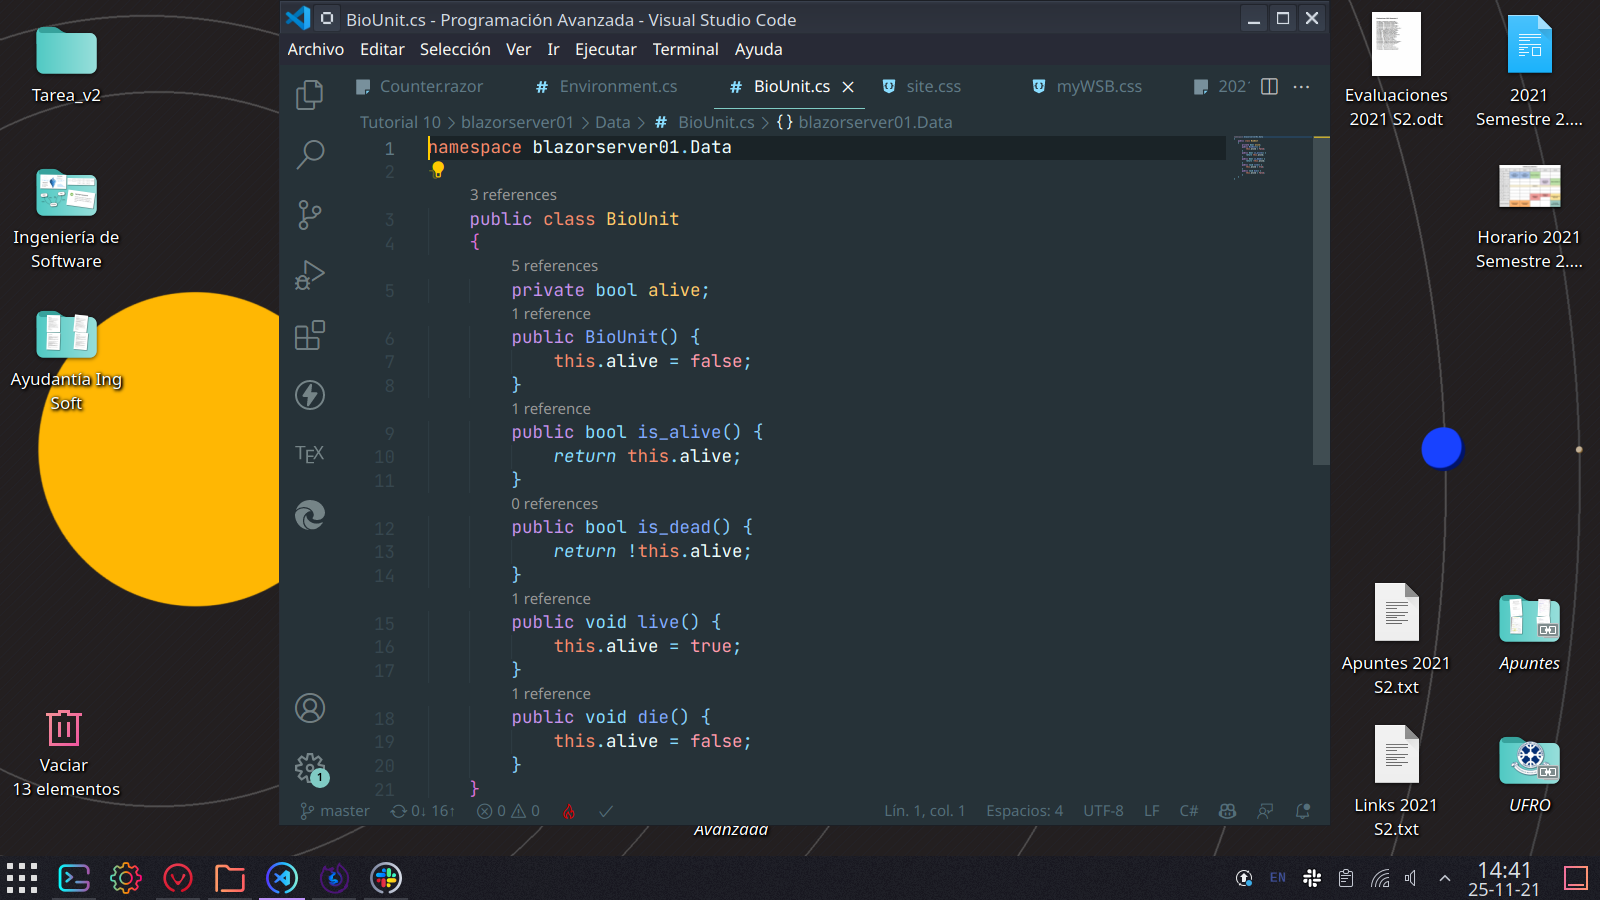 BioUnit.cs - Programación Avanzada - Visual Studio Code
Archivo Editar Selección Ver Ir Ejecutar Terminal Ayuda
Counter.razor # Environment.cs # BioUnit.cs site.css myWSB.css 202
Tutorial 10 > blazorserver01 > Data > # BioUnit.cs > {} blazorserver01.Data
1 namespace blazorserver01.Data
2
3 references
3 public class BioUnit
4 {
5 references
5 private bool alive;
1 reference
6 public BioUnit() {
7 this.alive = false;
8 }
1 reference
9 public bool is_alive() {
10 return this.alive;
11 }
0 references
12 public bool is_dead() {
13 return !this.alive;
14 }
1 reference
15 public void live() {
16 this.alive = true;
17 }
1 reference
18 public void die() {
19 this.alive = false;
20 }
21 }
TEX
1
master 0↓ 16↑ 0 0 Lín. 1, col. 1 Espacios: 4 UTF-8 LF C#
Tarea_v2
Ingeniería de
Software
Ayudantía Ing
Soft
Vaciar
13 elementos
Evaluaciones
2021 S2.odt
2021
Semestre 2....
Horario 2021
Semestre 2....
Apuntes 2021
S2.txt
Apuntes
Links 2021
S2.txt
UFRO
Avanzada
EN
14:41
25-11-21